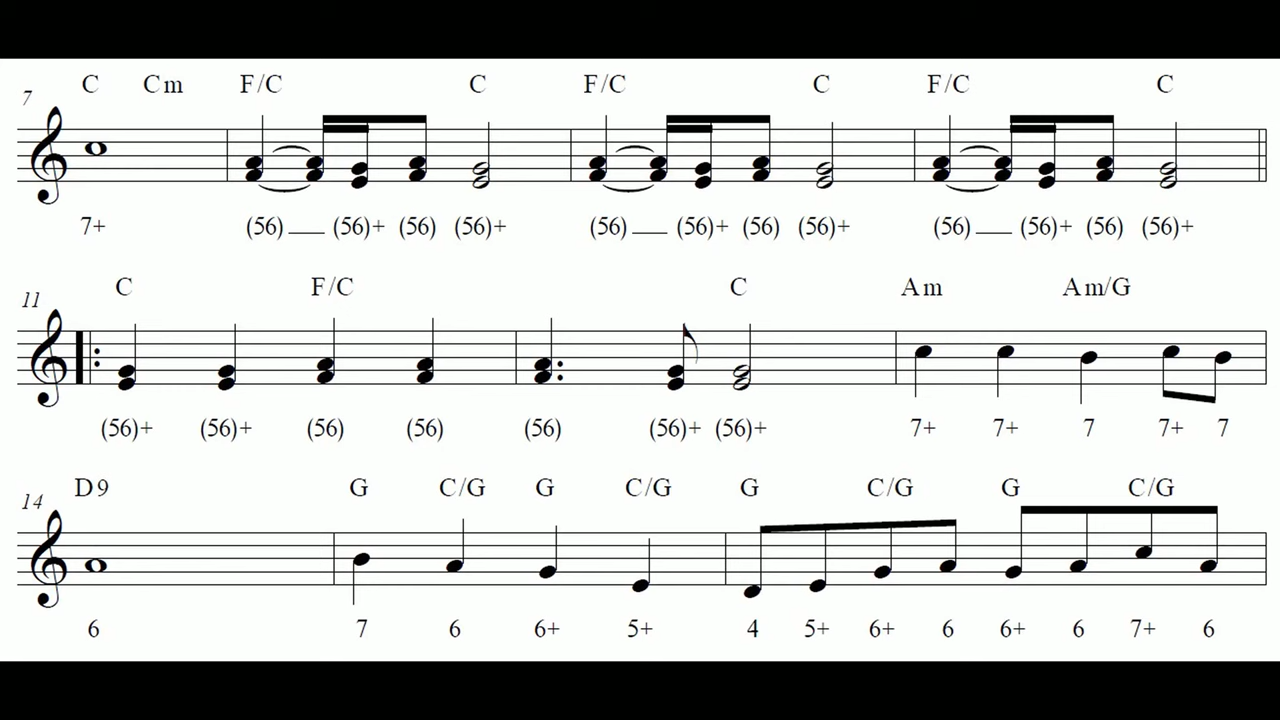 C Cm F/C C F/C C F/C C
7
7+ (56) (56)+ (56) (56)+ (56) (56)+ (56) (56)+ (56) (56)+ (56) (56)+
C F/C C Am Am/G
11
(56)+ (56)+ (56) (56) (56) (56)+ (56)+ 7+ 7+ 7 7+ 7
D9 G C/G G C/G G C/G G C/G
14
6 7 6 6+ 5+ 4 5+ 6+ 6 6+ 6 7+ 6